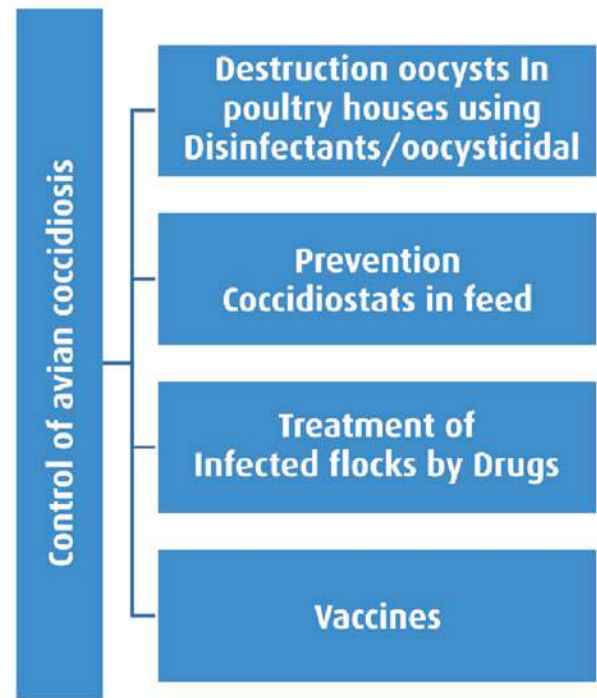 Control of avian coccidiosis
Destruction oocysts In
poultry houses using
Disinfectants/oocysticidal
Prevention
Coccidiostats in feed
Treatment of
Infected flocks by Drugs
Vaccines